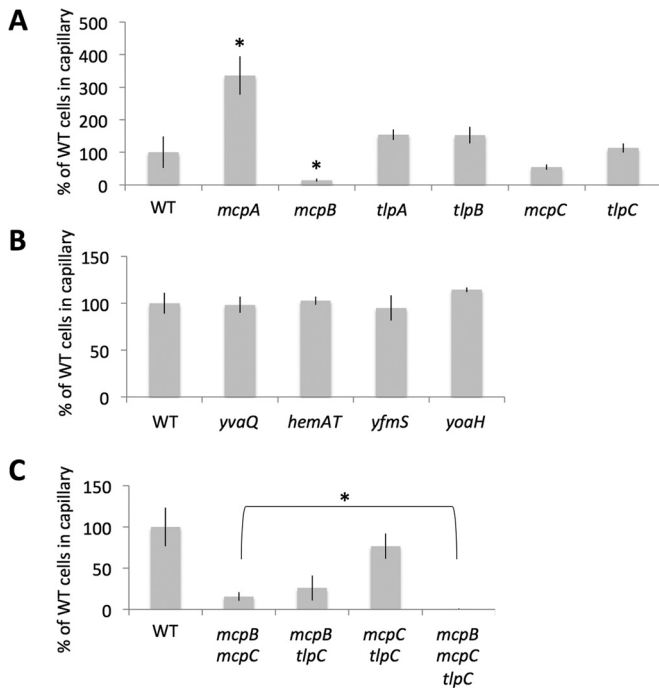 A
% of WT cells in capillary
500
400
300
200
100
0
*
*
WT mcpA mcpB tlpA tlpB mcpC tlpC
B
% of WT cells in capillary
150
100
50
0
WT yvaQ hemAT yfmS yoaH
C
% of WT cells in capillary
150
100
50
0
*
WT mcpB mcpB mcpC mcpB
mcpC tlpC tlpC mcpC
tlpC